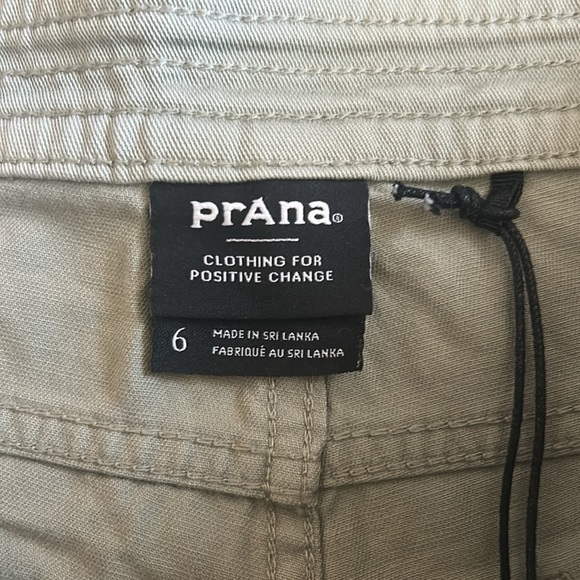 prAna®
CLOTHING FOR
POSITIVE CHANGE
6
MADE IN SRI LANKA
FABRIQUÉ AU SRI LANKA